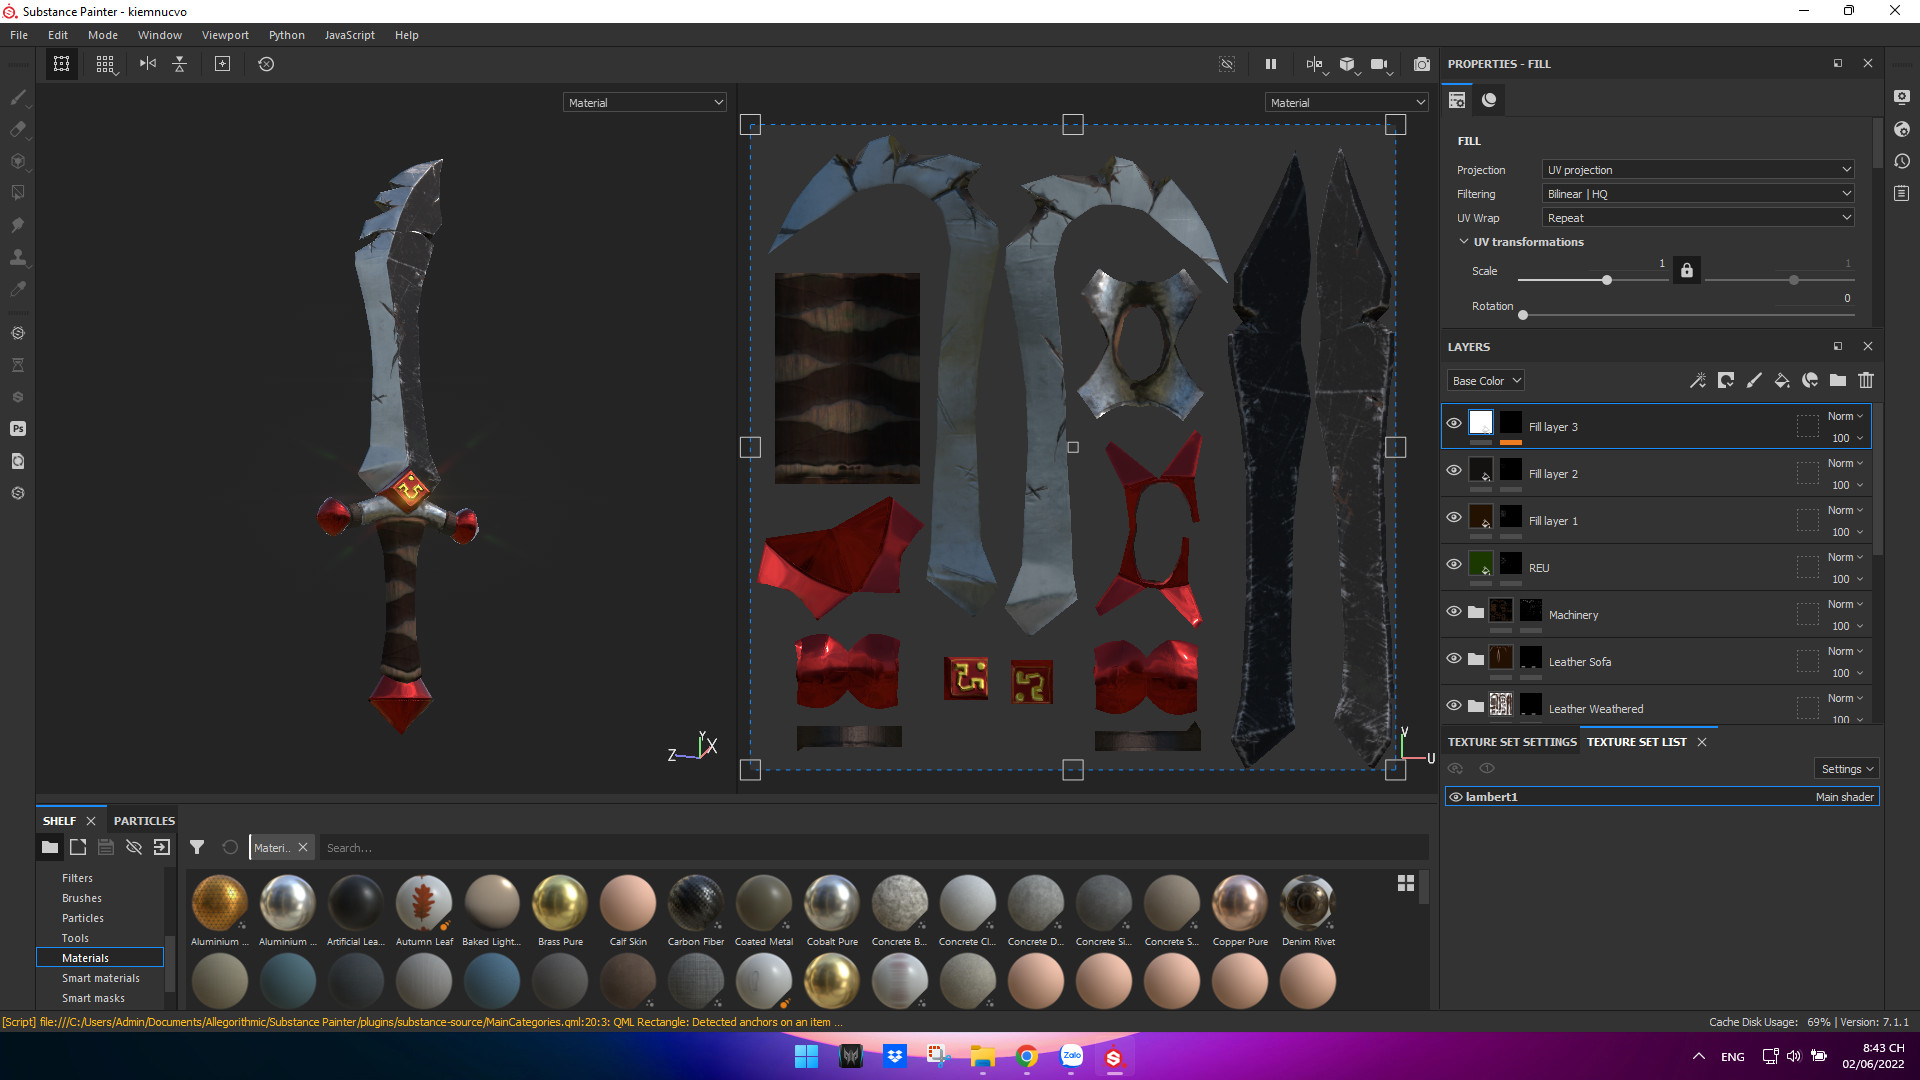 Substance Painter - kiemnucvo
File Edit Mode Window Viewport Python JavaScript Help
Material
Material
PROPERTIES - FILL
FILL
Projection UV projection
Filtering Bilinear | HQ
UV Wrap Repeat
UV transformations
Scale 1 1
Rotation 0
LAYERS
Base Color
Fill layer 3 Norm 100
Fill layer 2 Norm 100
Fill layer 1 Norm 100
REU Norm 100
Machinery Norm 100
Leather Sofa Norm 100
Leather Weathered Norm 100
Y
Z X
V
U
TEXTURE SET SETTINGS TEXTURE SET LIST
Settings
lambert1 Main shader
Ps
SHELF PARTICLES
Materi.. Search...
Filters
Brushes
Particles
Tools
Materials
Smart materials
Smart masks
Aluminium ... Aluminium ... Artificial Lea... Autumn Leaf Baked Light... Brass Pure Calf Skin Carbon Fiber Coated Metal Cobalt Pure Concrete B... Concrete Cl... Concrete D... Concrete Si... Concrete S... Copper Pure Denim Rivet
[Script] file:///C:/Users/Admin/Documents/Allegorithmic/Substance Painter/plugins/substance-source/MainCategories.qml:20:3: QML Rectangle: Detected anchors on an item ...
Cache Disk Usage: 69% | Version: 7.1.1
Zalo
ENG
8:43 CH
02/06/2022